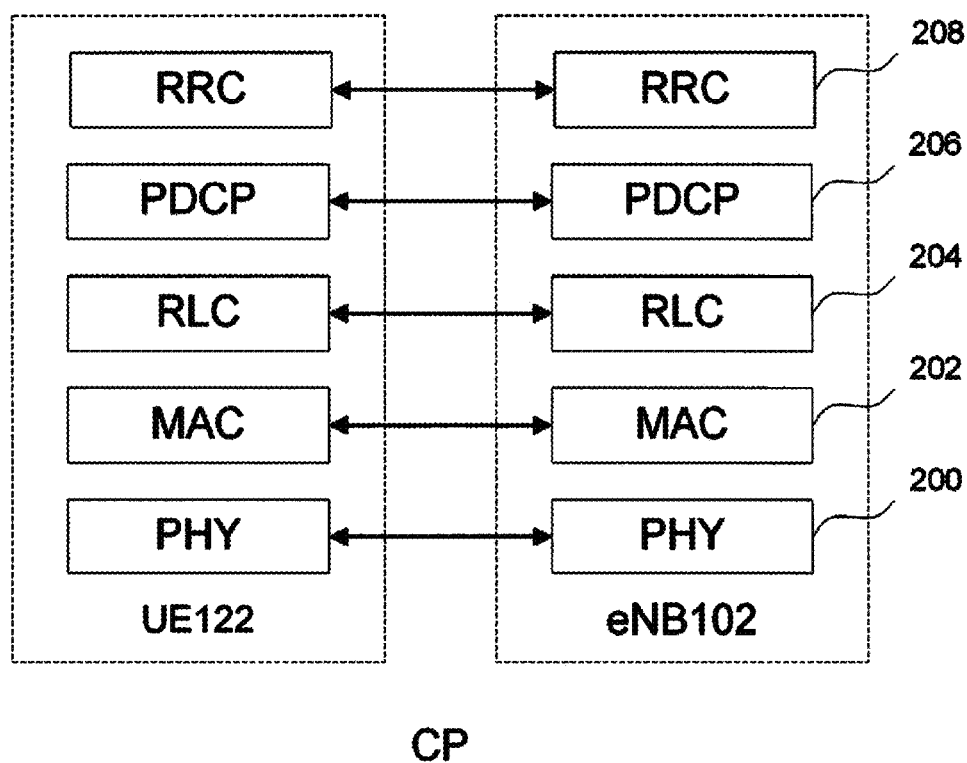 208
RRC RRC
206
PDCP PDCP
204
RLC RLC
202
MAC MAC
200
PHY PHY
UE122 eNB102
CP